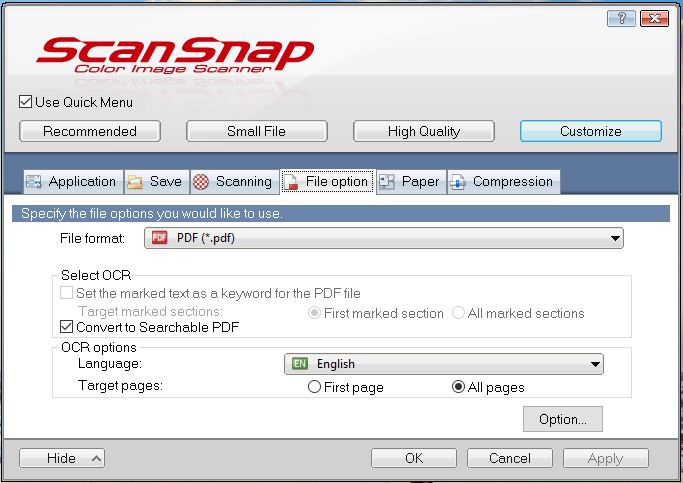 ?
ScanSnap
Color Image Scanner
Use Quick Menu
Recommended Small File High Quality Customize
Application Save Scanning File option Paper Compression
Specify the file options you would like to use.
File format: PDF PDF (*.pdf)
Select OCR
Set the marked text as a keyword for the PDF file
Target marked sections: First marked section All marked sections
Convert to Searchable PDF
OCR options
Language: EN English
Target pages: First page All pages
Option...
Hide OK Cancel Apply